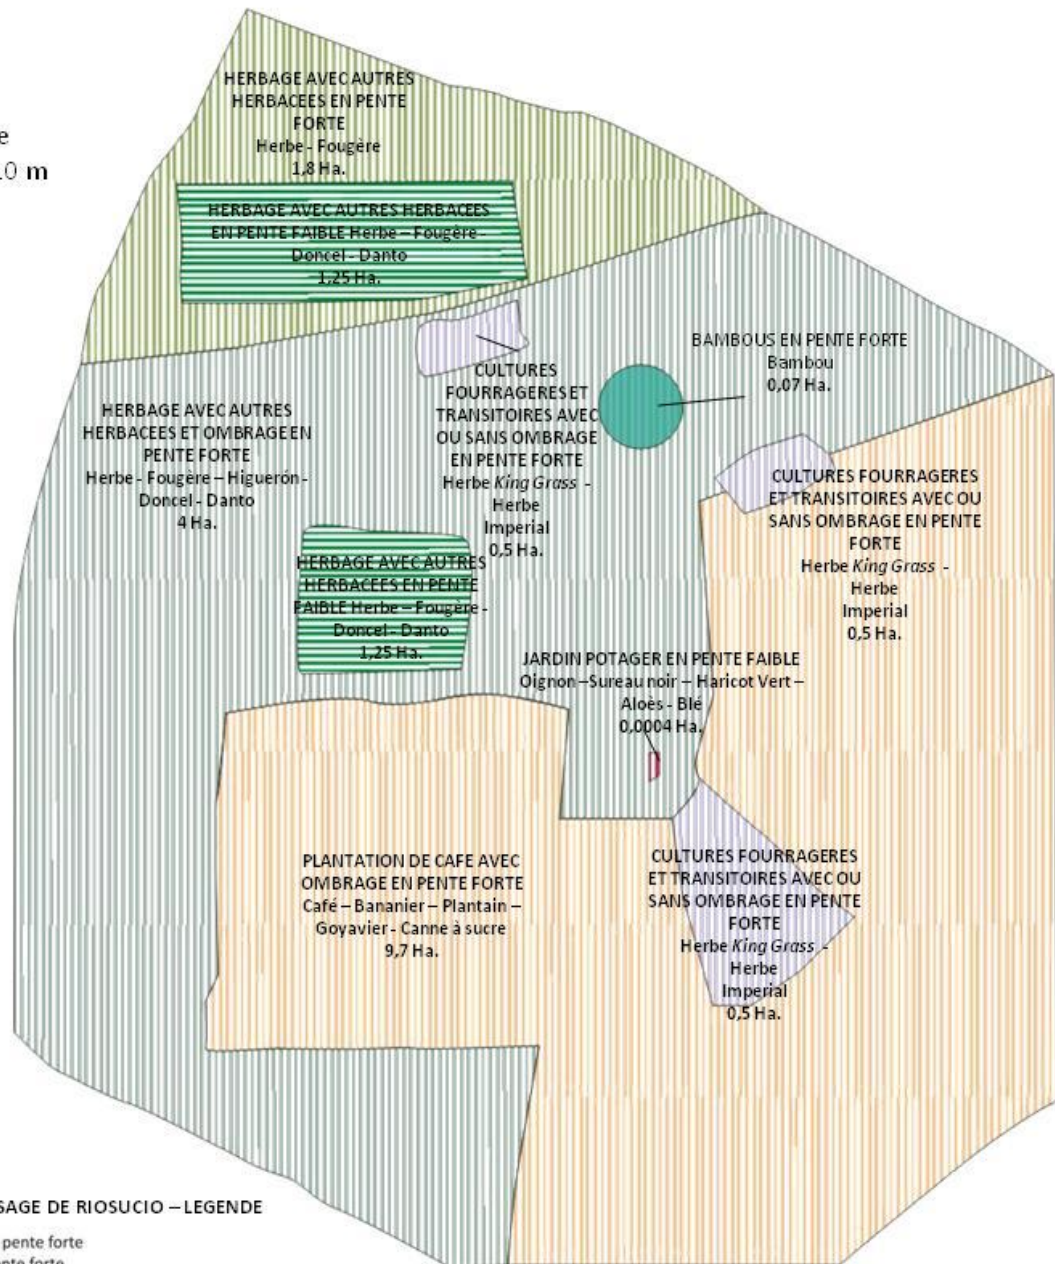 HERBAGE AVEC AUTRES
HERBACEES EN PENTE
FORTE
Herbe - Fougère
1,8 Ha.
e
.0 m
HERBAGE AVEC AUTRES HERBACEES
EN PENTE FAIBLE Herbe – Fougère -
Doncel - Danto
1,25 Ha.
BAMBOUS EN PENTE FORTE
Bambou
0,07 Ha.
CULTURES
FOURRAGERES ET
TRANSITOIRES AVEC
OU SANS OMBRAGE
EN PENTE FORTE
Herbe King Grass -
Herbe
Imperial
0,5 Ha.
HERBAGE AVEC AUTRES
HERBACEES ET OMBRAGE EN
PENTE FORTE
Herbe - Fougère – Higuerón -
Doncel - Danto
4 Ha.
CULTURES FOURRAGERES
ET TRANSITOIRES AVEC OU
SANS OMBRAGE EN PENTE
FORTE
Herbe King Grass -
Herbe
Imperial
0,5 Ha.
HERBAGE AVEC AUTRES
HERBACEES EN PENTE
FAIBLE Herbe – Fougère -
Doncel - Danto
1,25 Ha.
JARDIN POTAGER EN PENTE FAIBLE
Oignon –Sureau noir – Haricot Vert –
Aloès - Blé
0,0004 Ha.
PLANTATION DE CAFE AVEC
OMBRAGE EN PENTE FORTE
Café – Bananier – Plantain –
Goyavier - Canne à sucre
9,7 Ha.
CULTURES FOURRAGERES
ET TRANSITOIRES AVEC OU
SANS OMBRAGE EN PENTE
FORTE
Herbe King Grass -
Herbe
Imperial
0,5 Ha.
SAGE DE RIOSUCIO – LEGENDE
pente forte
nte forte